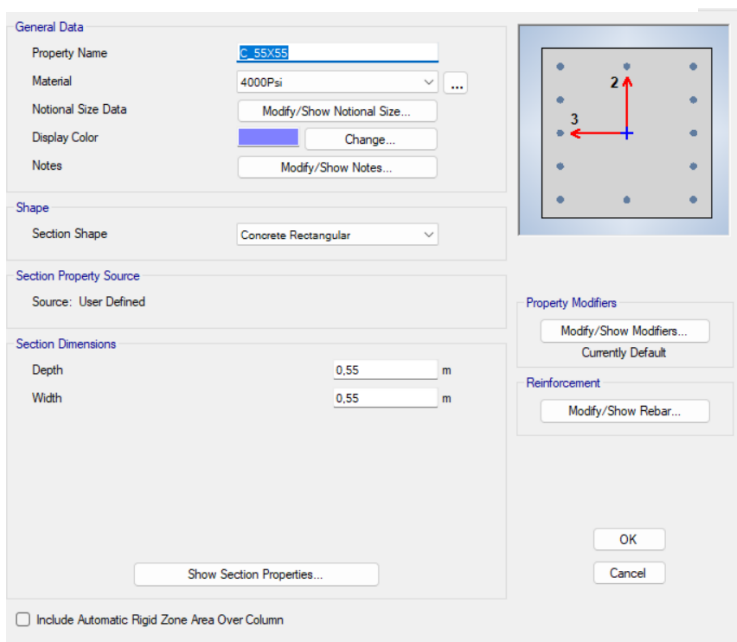 General Data
Property Name C_55X55
Material 4000Psi ...
Notional Size Data Modify/Show Notional Size...
Display Color Change...
Notes Modify/Show Notes...
2
3
Shape
Section Shape Concrete Rectangular
Section Property Source
Source: User Defined
Property Modifiers
Modify/Show Modifiers...
Currently Default
Section Dimensions
Depth 0,55 m
Width 0,55 m
Reinforcement
Modify/Show Rebar...
Show Section Properties...
OK
Cancel
Include Automatic Rigid Zone Area Over Column